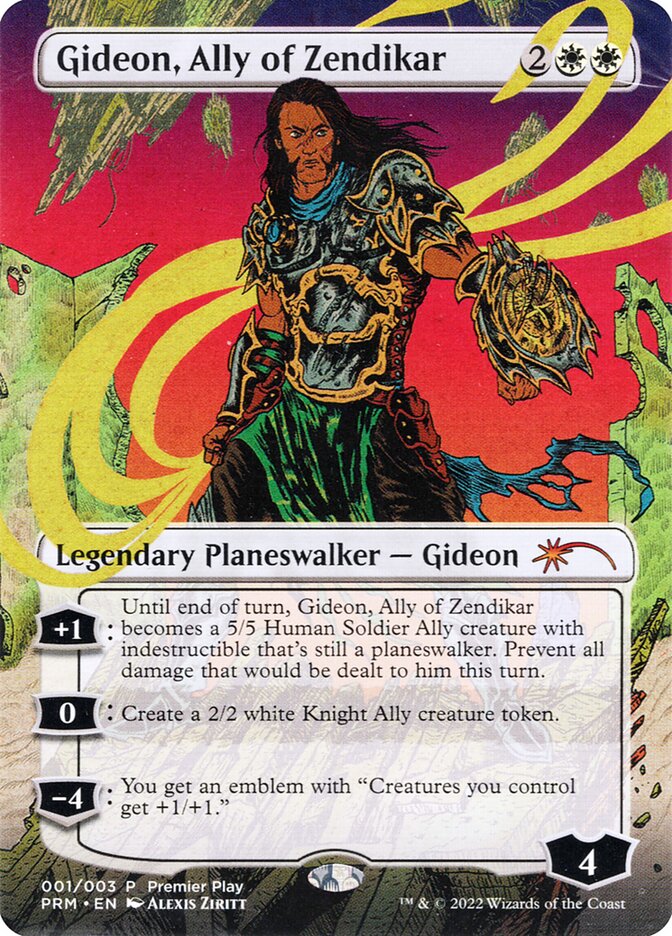 Gideon, Ally of Zendikar 2
Legendary Planeswalker — Gideon
+1: Until end of turn, Gideon, Ally of Zendikar
becomes a 5/5 Human Soldier Ally creature with
indestructible that's still a planeswalker. Prevent all
damage that would be dealt to him this turn.
0: Create a 2/2 white Knight Ally creature token.
−4: You get an emblem with “Creatures you control
get +1/+1.”
4
001/003 P Premier Play
PRM • EN Alexis Ziritt
™ & © 2022 Wizards of the Coast